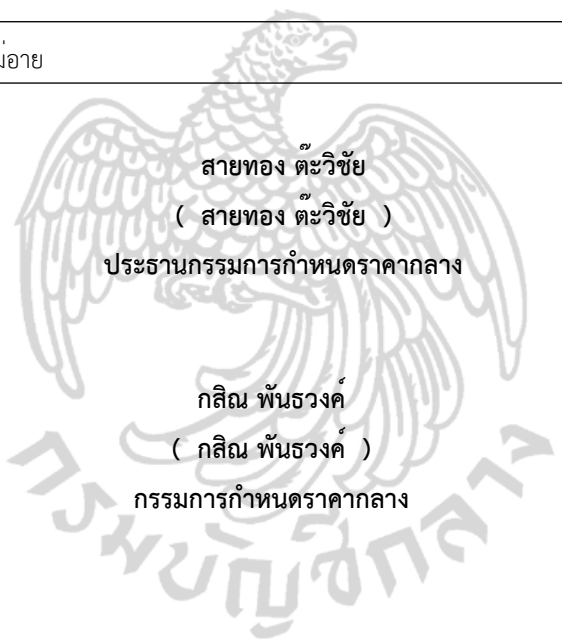 ม่อาย
สายทอง ต๊ะวิชัย
( สายทอง ต๊ะวิชัย )
ประธานกรรมการกำหนดราคากลาง
กสิณ พันธวงค์
( กสิณ พันธวงค์ )
กรรมการกำหนดราคากลาง
กรมบัญชีกลาง